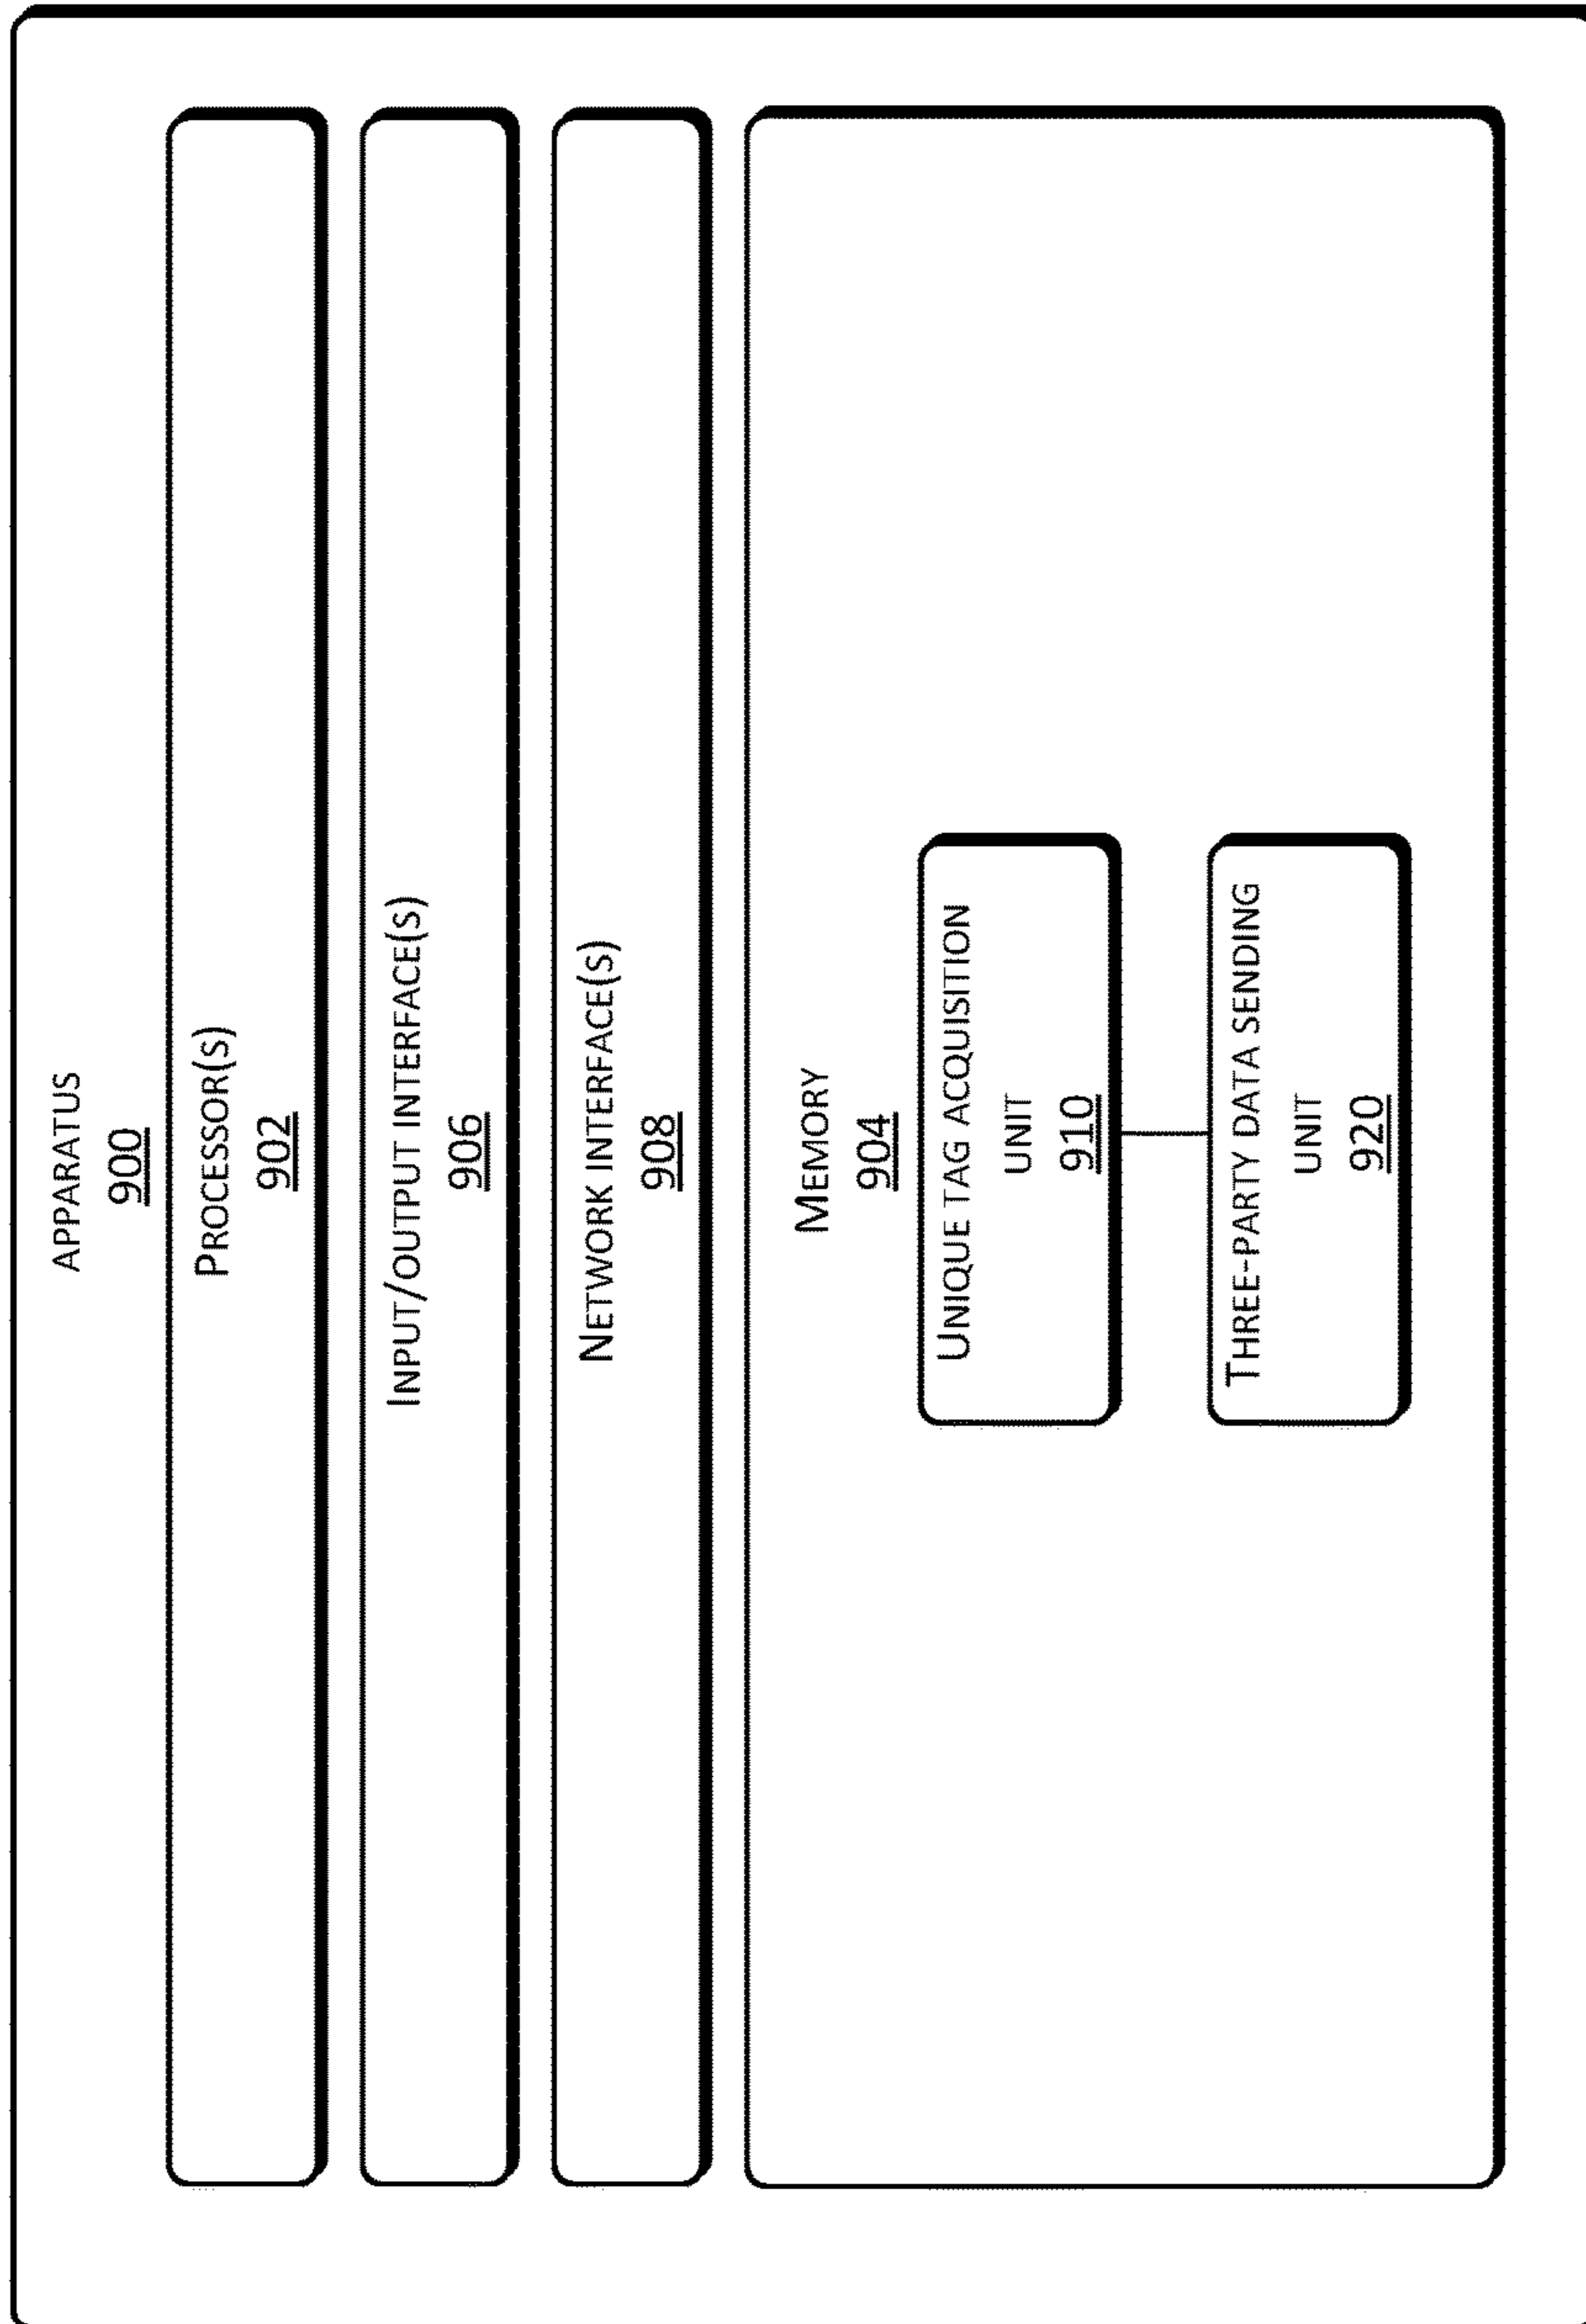 APPARATUS
900
PROCESSOR(S)
902
INPUT/OUTPUT INTERFACE(S)
906
NETWORK INTERFACE(S)
908
MEMORY
904
UNIQUE TAG ACQUISITION
UNIT
910
THREE-PARTY DATA SENDING
UNIT
920